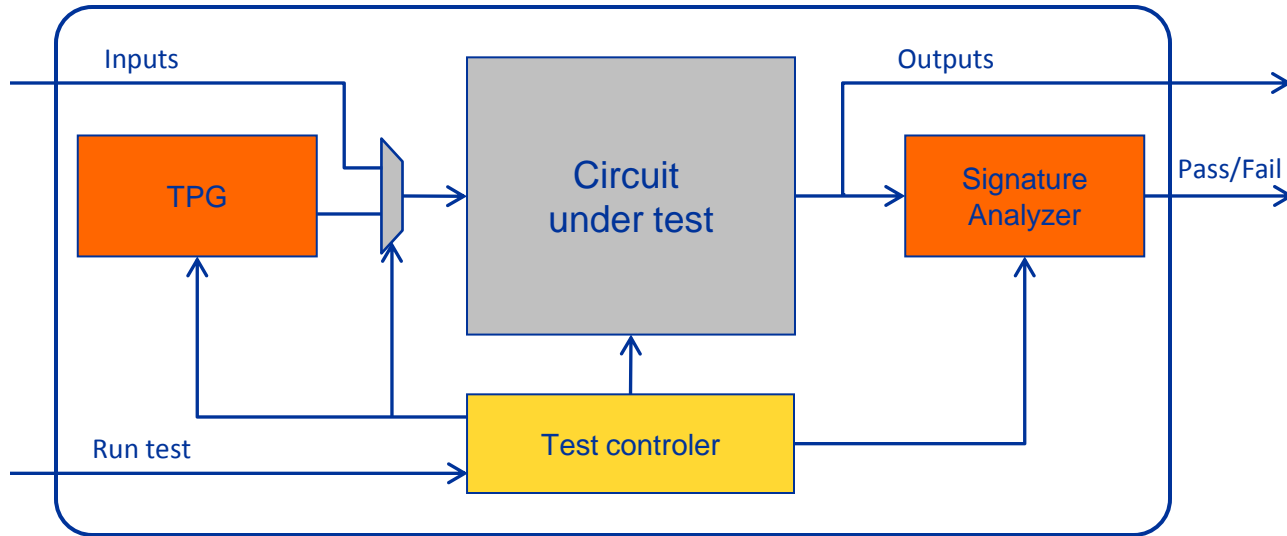 Inputs
Outputs
TPG
Circuit
under test
Signature
Analyzer
Pass/Fail
Run test
Test controler